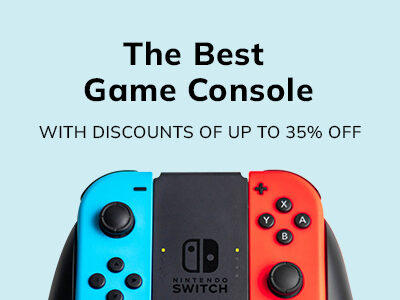 The Best
Game Console
WITH DISCOUNTS OF UP TO 35% OFF
X
Y
A
B
NINTENDO
SWITCH